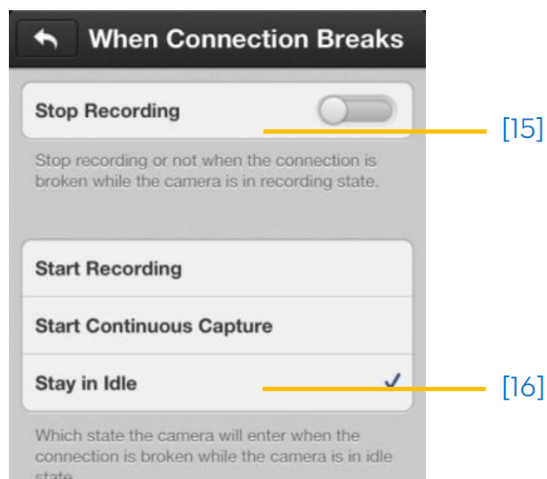 When Connection Breaks
Stop Recording
[15]
Stop recording or not when the connection is
broken while the camera is in recording state.
Start Recording
Start Continuous Capture
Stay in Idle
[16]
Which state the camera will enter when the
connection is broken while the camera is in idle
state.